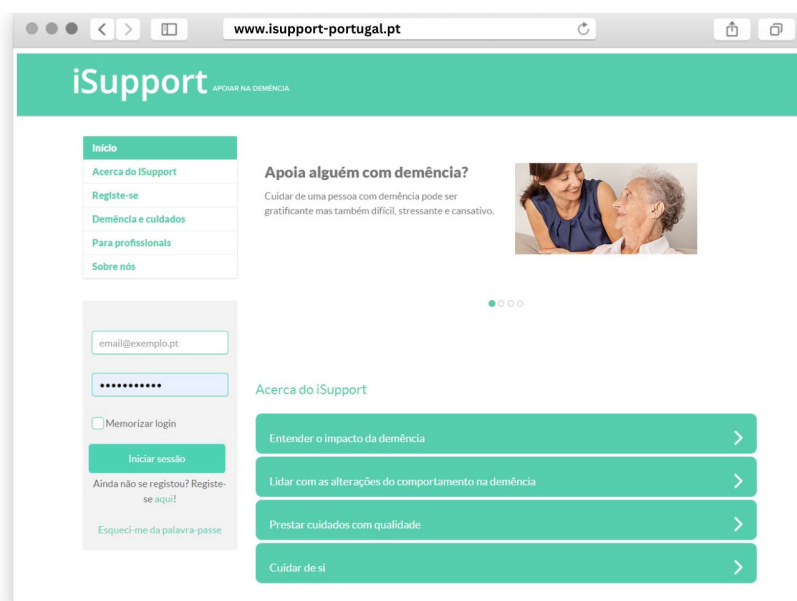 www.isupport-portugal.pt
iSupport APOIAR NA DEMÊNCIA
Início
Acerca do iSupport
Registe-se
Demência e cuidados
Para profissionais
Sobre nós
Apoia alguém com demência?
Cuidar de uma pessoa com demência pode ser
gratificante mas também difícil, stressante e cansativo.
email@exemplo.pt
Memorizar login
Iniciar sessão
Ainda não se registou? Registe-
se aqui!
Esqueci-me da palavra-passe
Acerca do iSupport
Entender o impacto da demência
Lidar com as alterações do comportamento na demência
Prestar cuidados com qualidade
Cuidar de si